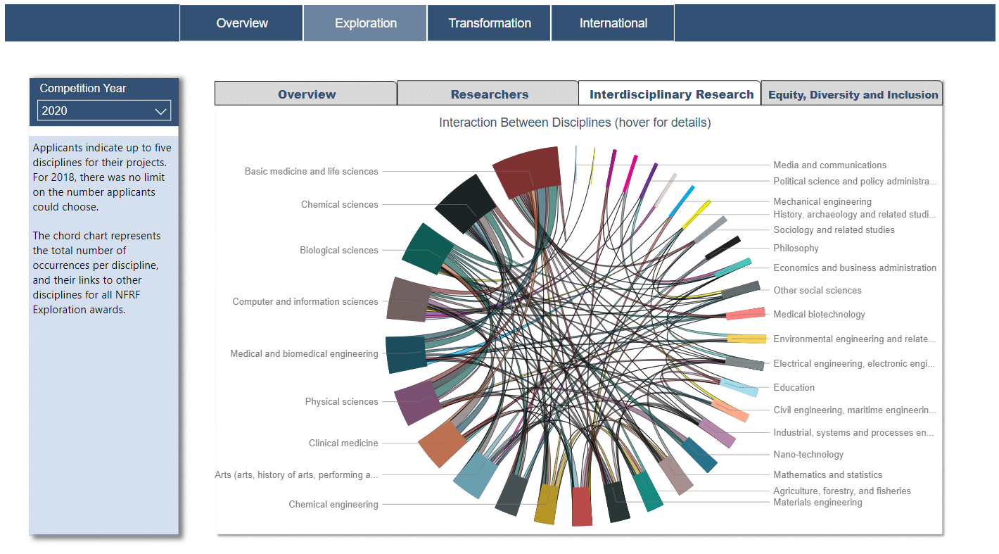 Overview
Exploration
Transformation
International
Competition Year
2020
Applicants indicate up to five
disciplines for their projects.
For 2018, there was no limit
on the number applicants
could choose.
The chord chart represents
the total number of
occurrences per discipline,
and their links to other
disciplines for all NFRF
Exploration awards.
Overview
Researchers
Interdisciplinary Research
Equity, Diversity and Inclusion
Interaction Between Disciplines (hover for details)
Basic medicine and life sciences
Chemical sciences
Biological sciences
Computer and information sciences
Medical and biomedical engineering
Physical sciences
Clinical medicine
Arts (arts, history of arts, performing a...
Chemical engineering
Media and communications
Political science and policy administra...
Mechanical engineering
History, archaeology and related studi...
Sociology and related studies
Philosophy
Economics and business administration
Other social sciences
Medical biotechnology
Environmental engineering and relate...
Electrical engineering, electronic engi...
Education
Civil engineering, maritime engineerin...
Industrial, systems and processes en...
Nano-technology
Mathematics and statistics
Agriculture, forestry, and fisheries
Materials engineering